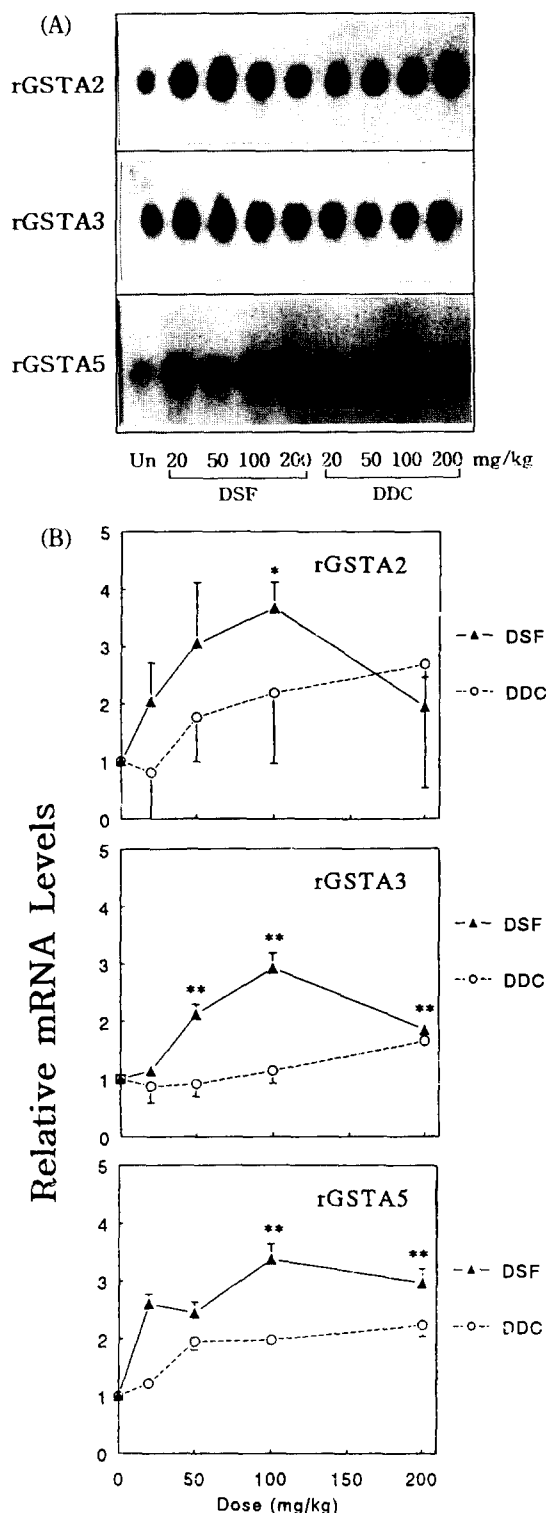 (A)
rGSTA2
rGSTA3
rGSTA5
Un 20 50 100 200 20 50 100 200 mg/kg
DSF DDC
(B)
Relative mRNA Levels
5
4
3
2
1
0
rGSTA2
*
DSF
DDC
5
4
3
2
1
0
rGSTA3
**
**
**
DSF
DDC
5
4
3
2
1
0
rGSTA5
**
**
DSF
DDC
0 50 100 150 200
Dose (mg/kg)